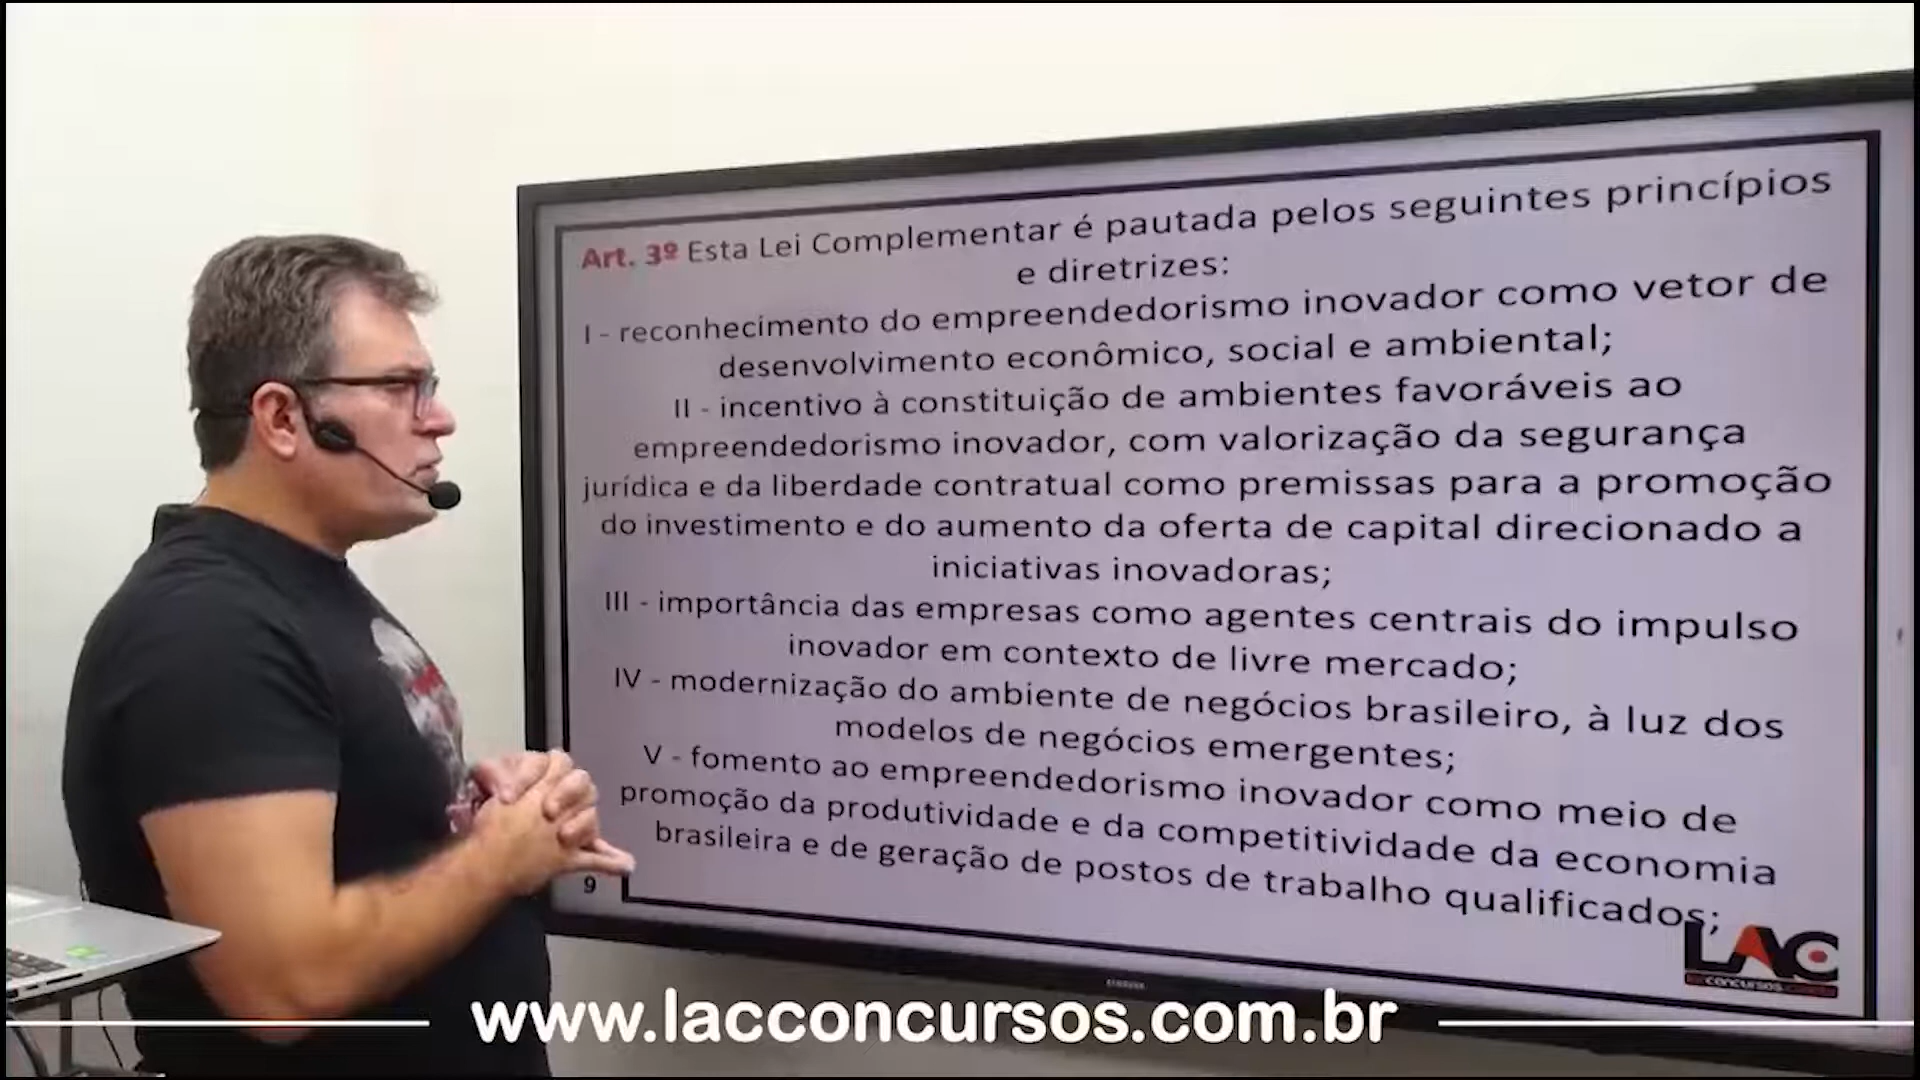 Art. 3º Esta Lei Complementar é pautada pelos seguintes princípios
e diretrizes:
I - reconhecimento do empreendedorismo inovador como vetor de
desenvolvimento econômico, social e ambiental;
II - incentivo à constituição de ambientes favoráveis ao
empreendedorismo inovador, com valorização da segurança
jurídica e da liberdade contratual como premissas para a promoção
do investimento e do aumento da oferta de capital direcionado a
iniciativas inovadoras;
III - importância das empresas como agentes centrais do impulso
inovador em contexto de livre mercado;
IV - modernização do ambiente de negócios brasileiro, à luz dos
modelos de negócios emergentes;
V - fomento ao empreendedorismo inovador como meio de
promoção da produtividade e da competitividade da economia
brasileira e de geração de postos de trabalho qualificados;
9
LAC
concursos
www.lacconcursos.com.br